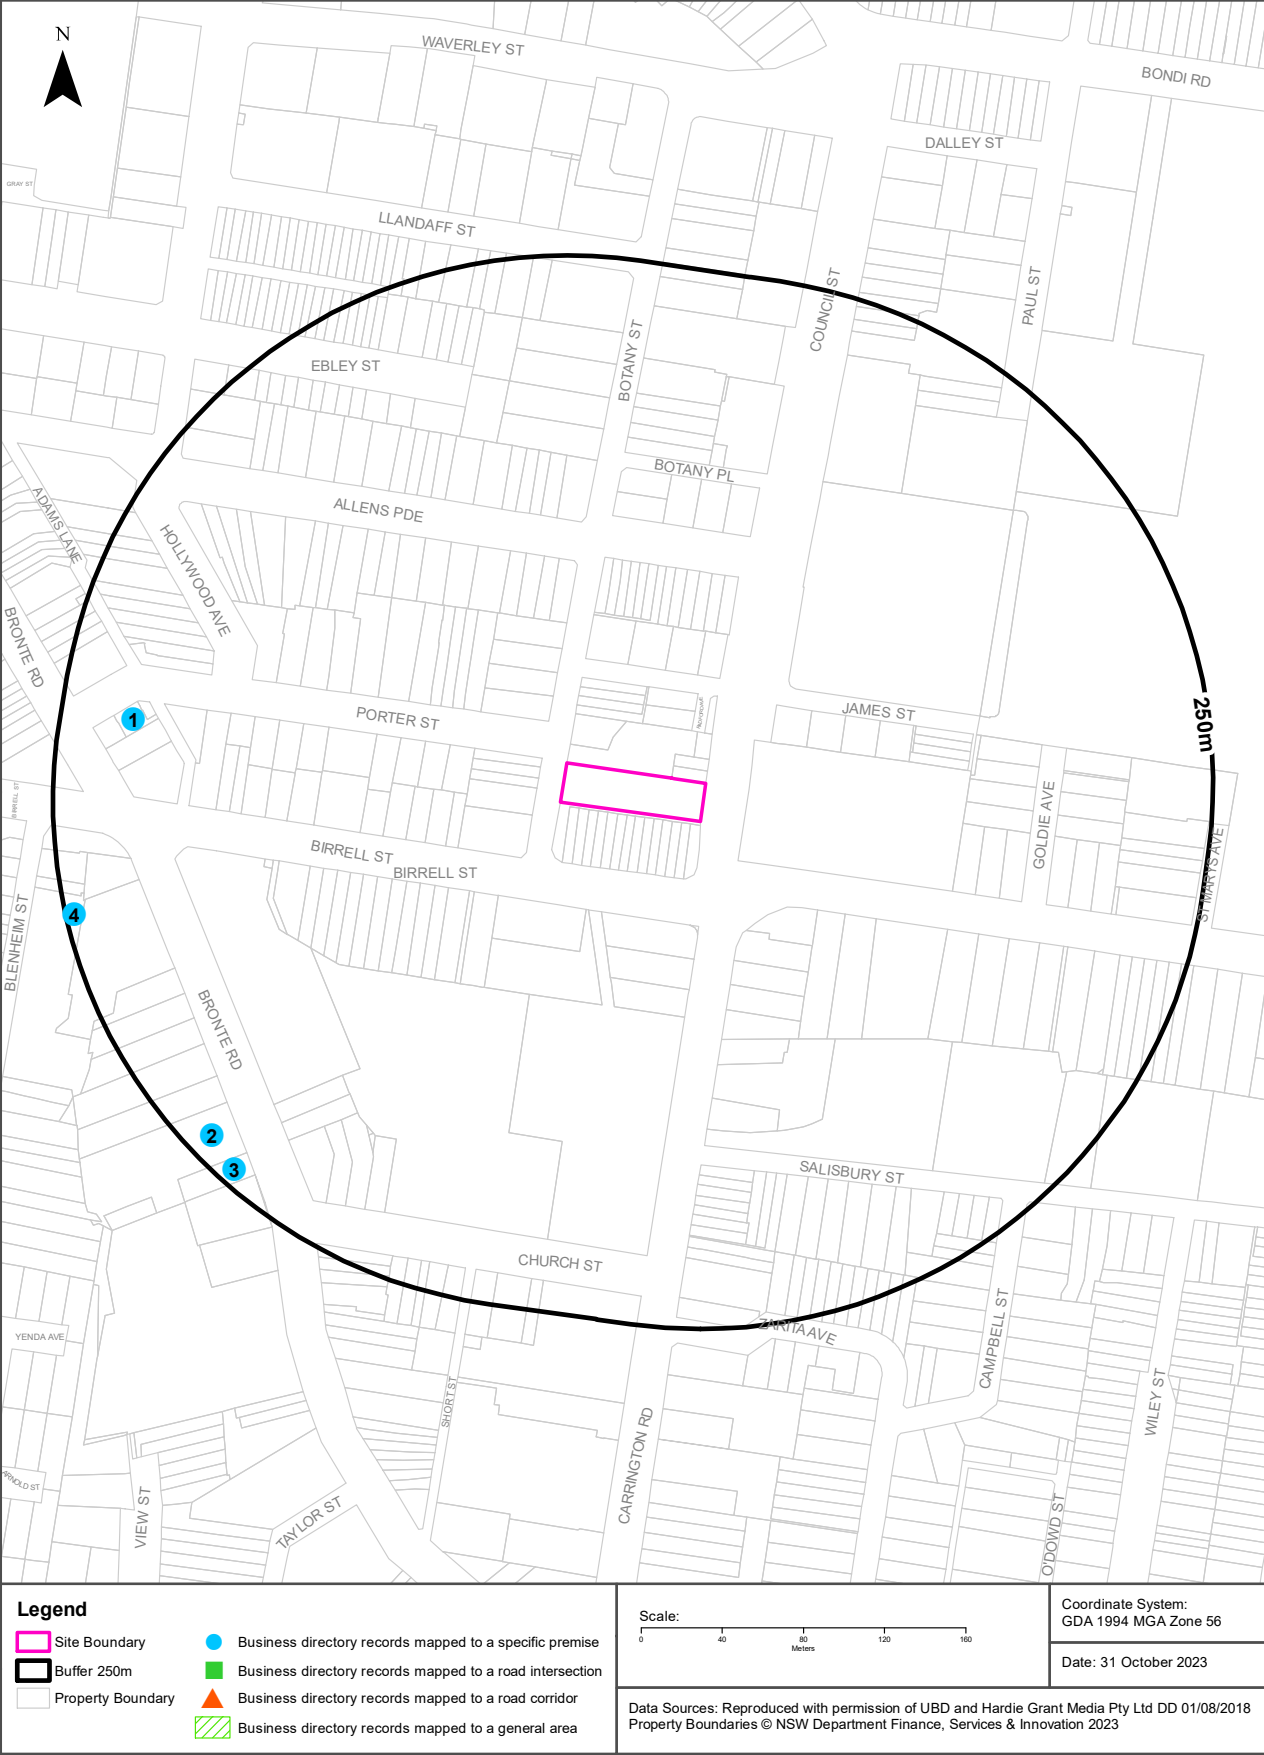 N
WAVERLEY ST
BONDI RD
DALLEY ST
GRAY ST
LLANDAFF ST
COUNCIL ST
PAUL ST
BOTANY ST
EBLEY ST
BOTANY PL
ALLENS PDE
ADAMS LANE
HOLLYWOOD AVE
BRONTE RD
250m
JAMES ST
PORTER ST
1
BIRRELL ST
GOLDIE AVE
ST MARYS AVE
BIRRELL ST
BIRRELL ST
BLENHEIM ST
4
BRONTE RD
2
3
SALISBURY ST
CHURCH ST
ZARITA AVE
CAMPBELL ST
YENDA AVE
SHORT ST
WILEY ST
CARRINGTON RD
ARNOLD ST
VIEW ST
TAYLOR ST
O'DOWD ST
Legend
Site Boundary
Buffer 250m
Property Boundary
Business directory records mapped to a specific premise
Business directory records mapped to a road intersection
Business directory records mapped to a road corridor
Business directory records mapped to a general area
Scale:
0 40 80 120 160
Meters
Coordinate System:
GDA 1994 MGA Zone 56
Date: 31 October 2023
Data Sources: Reproduced with permission of UBD and Hardie Grant Media Pty Ltd DD 01/08/2018
Property Boundaries © NSW Department Finance, Services & Innovation 2023